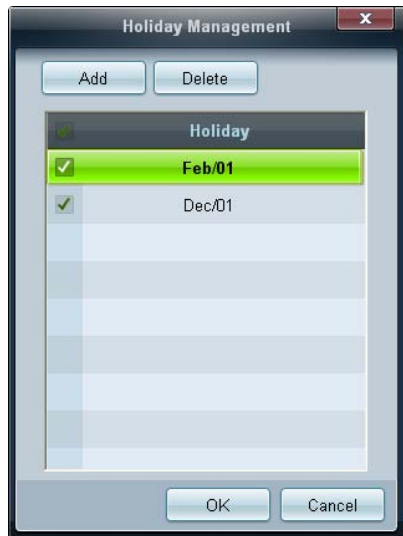 Holiday Management
x
Add Delete
Holiday
Feb/01
Dec/01
OK Cancel